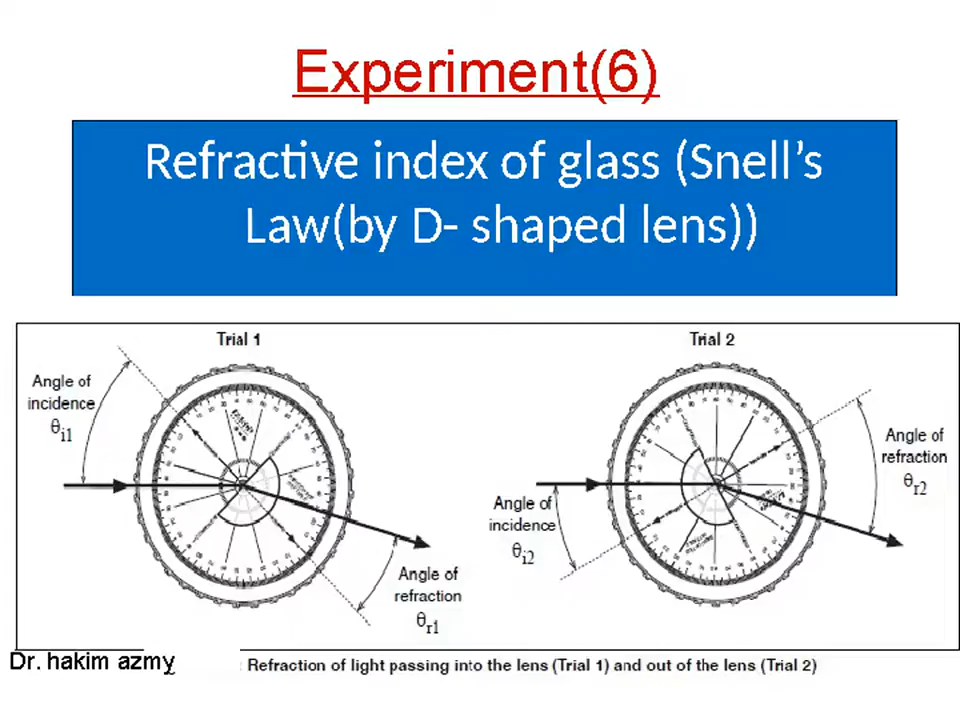 Experiment(6)
Refractive index of glass (Snell’s
Law(by D- shaped lens))
Trial 1
Angle of
incidence
θi1
Angle of
refraction
θr1
Trial 2
Angle of
incidence
θi2
Angle of
refraction
θr2
Dr. hakim azmy
: Refraction of light passing into the lens (Trial 1) and out of the lens (Trial 2)